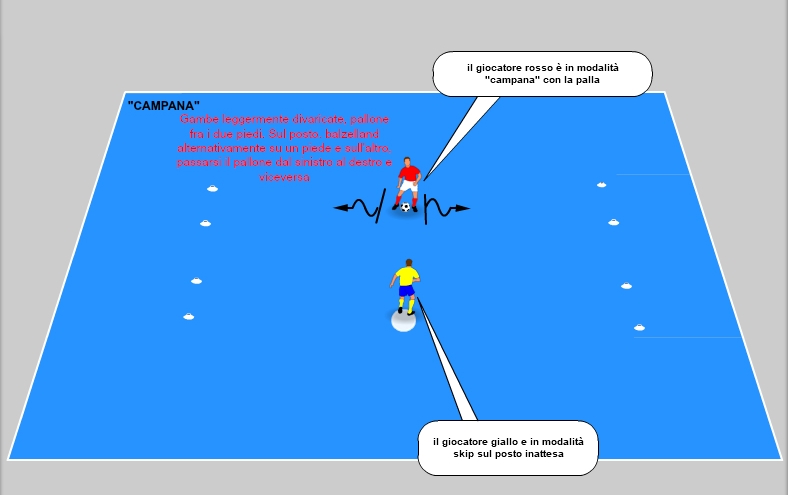 il giocatore rosso è in modalità
"campana" con la palla
"CAMPANA"
Gambe leggermente divaricate, pallone
fra i due piedi. Sul posto, balzelland
alternativamente su un piede e sull'altro,
passarsi il pallone dal sinistro al destro e
viceversa
il giocatore giallo e in modalità
skip sul posto inattesa